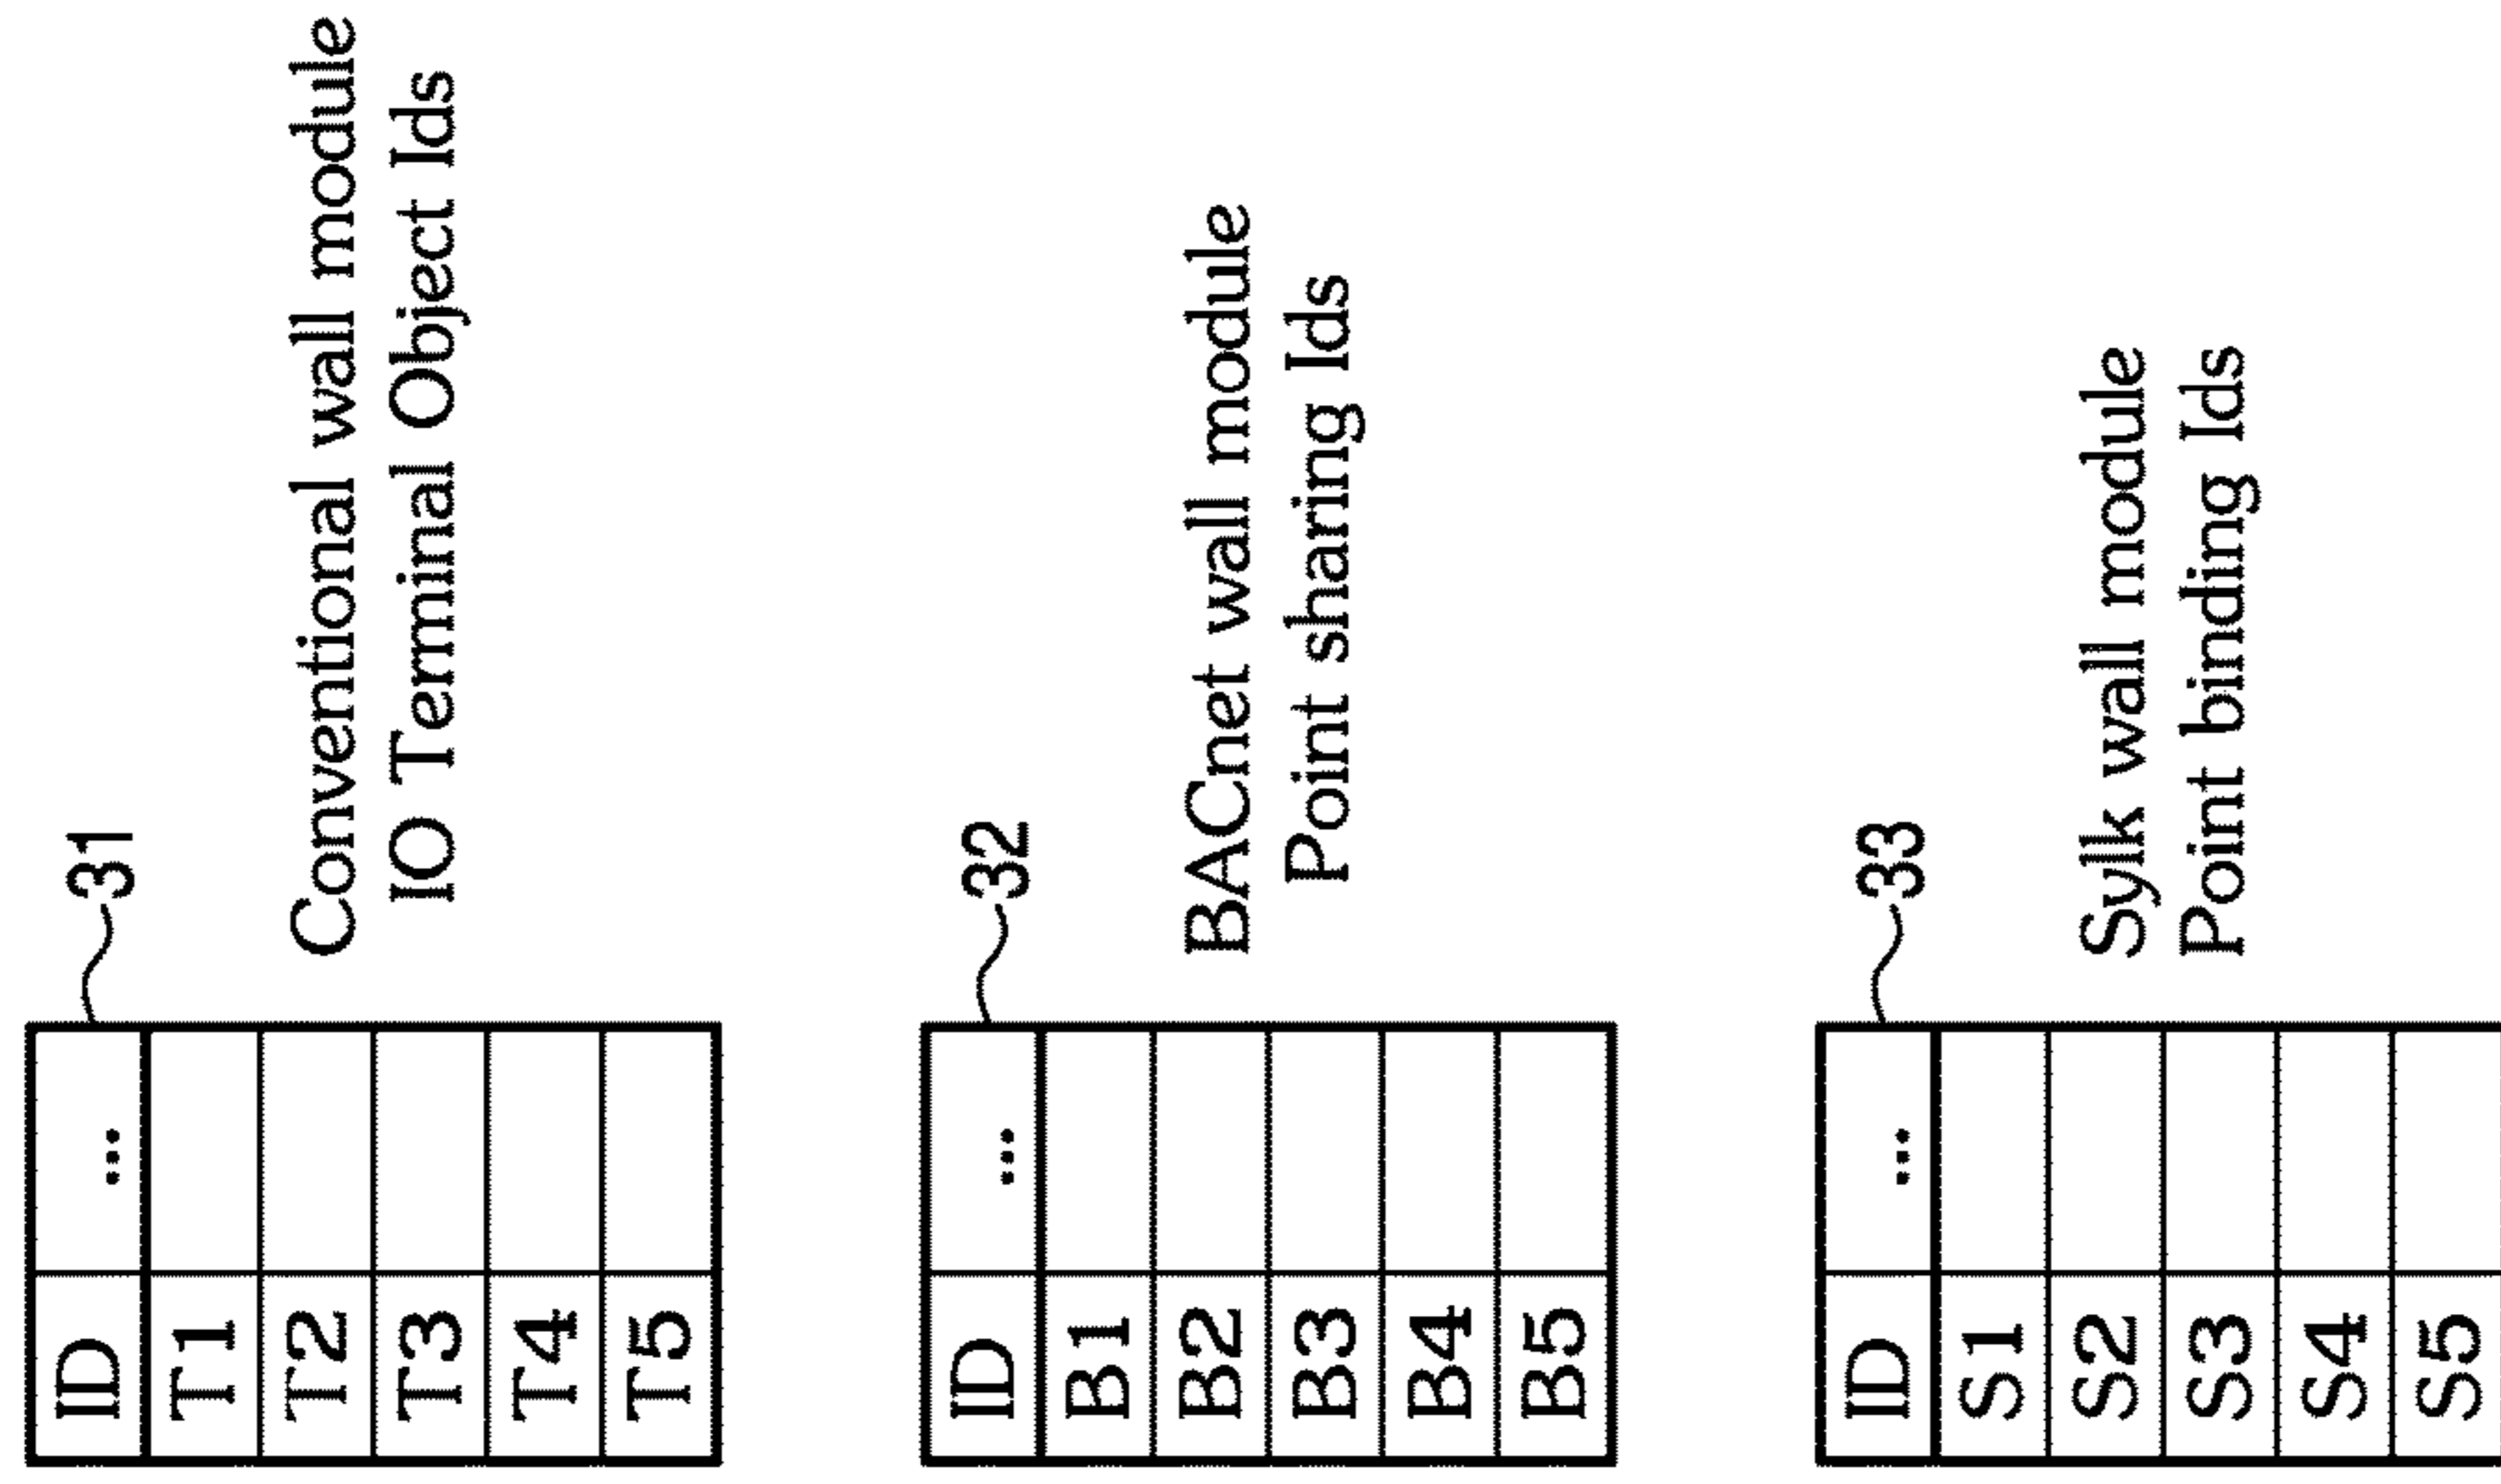 31
ID ...
T1
T2
T3
T4
T5
Conventional wall module
IO Terminal Object Ids
32
ID ...
B1
B2
B3
B4
B5
BACnet wall module
Point sharing Ids
33
ID ...
S1
S2
S3
S4
S5
Sylk wall module
Point binding Ids